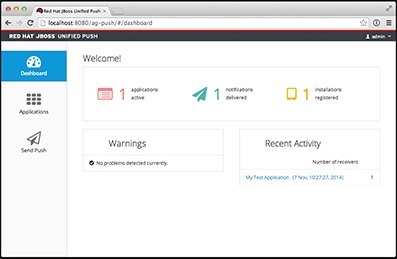 Red Hat JBoss Unified Push
localhost:8080/ag-push/#/dashboard
RED HAT JBOSS UNIFIED PUSH
admin
Dashboard
Applications
Send Push
Welcome!
1 applications active
1 notifications delivered
1 installations registered
Warnings
No problems detected currently.
Recent Activity
Number of receivers
My Test Application (7 Nov, 10:27:27, 2014) 1